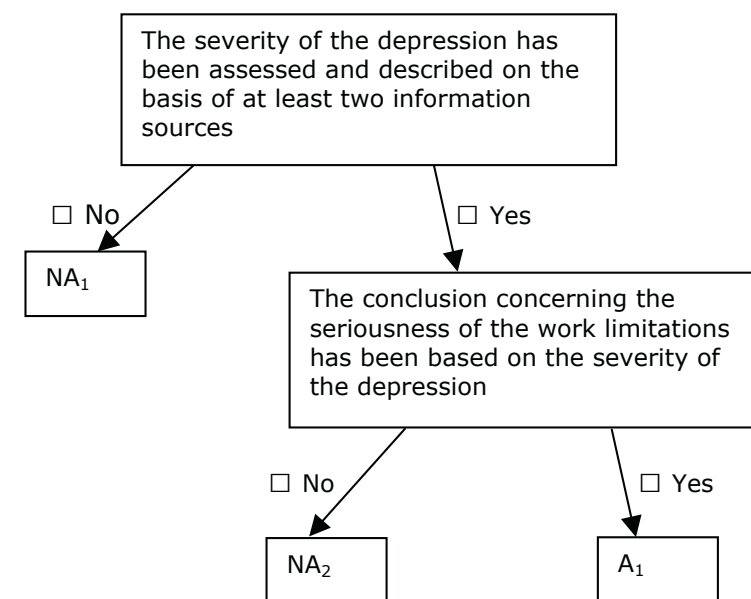 The severity of the depression has
been assessed and described on the
basis of at least two information
sources
☐ No
☐ Yes
NA₁
The conclusion concerning the
seriousness of the work limitations
has been based on the severity of
the depression
☐ No
☐ Yes
NA₂
A₁